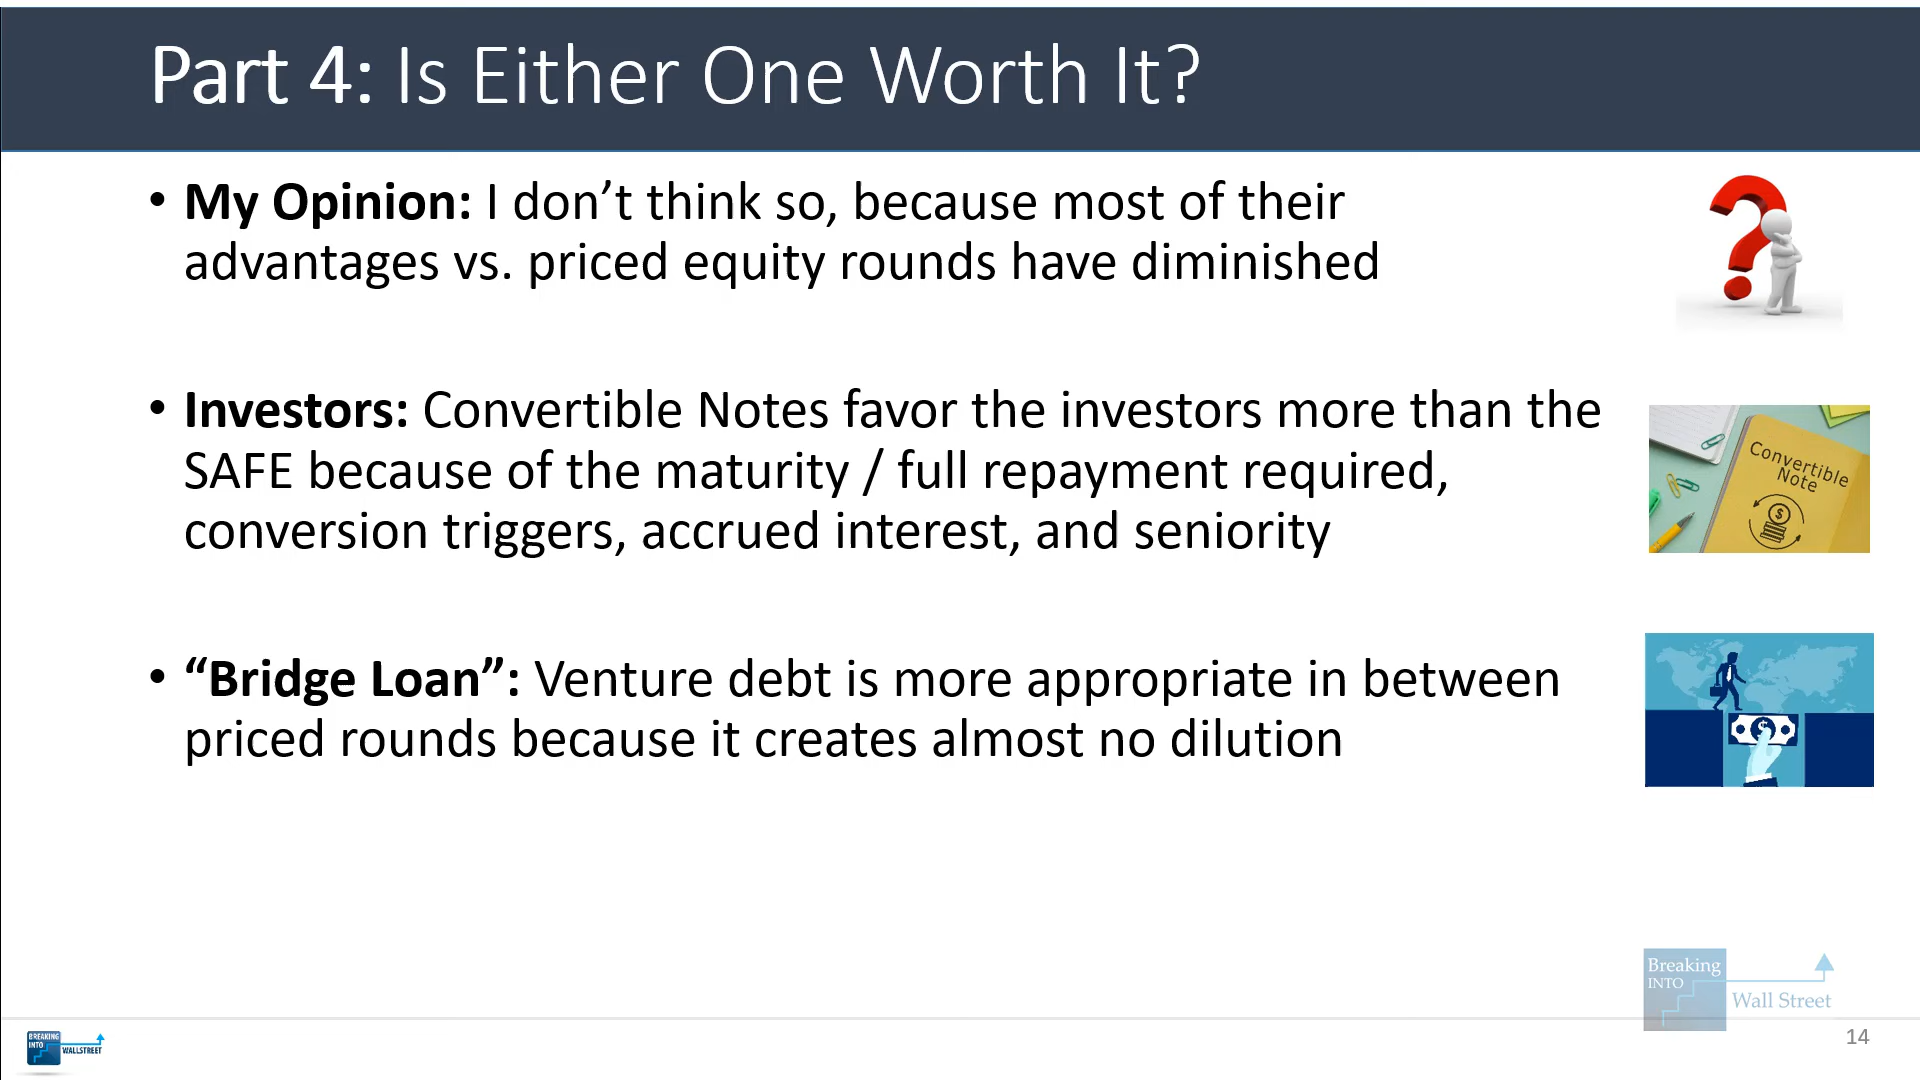 Part 4: Is Either One Worth It?
• My Opinion: I don’t think so, because most of their
advantages vs. priced equity rounds have diminished
• Investors: Convertible Notes favor the investors more than the
SAFE because of the maturity / full repayment required,
conversion triggers, accrued interest, and seniority
Convertible
Note
$
• “Bridge Loan”: Venture debt is more appropriate in between
priced rounds because it creates almost no dilution
$
Breaking
INTO
Wall Street
BREAKING
INTO
WALLSTREET
14